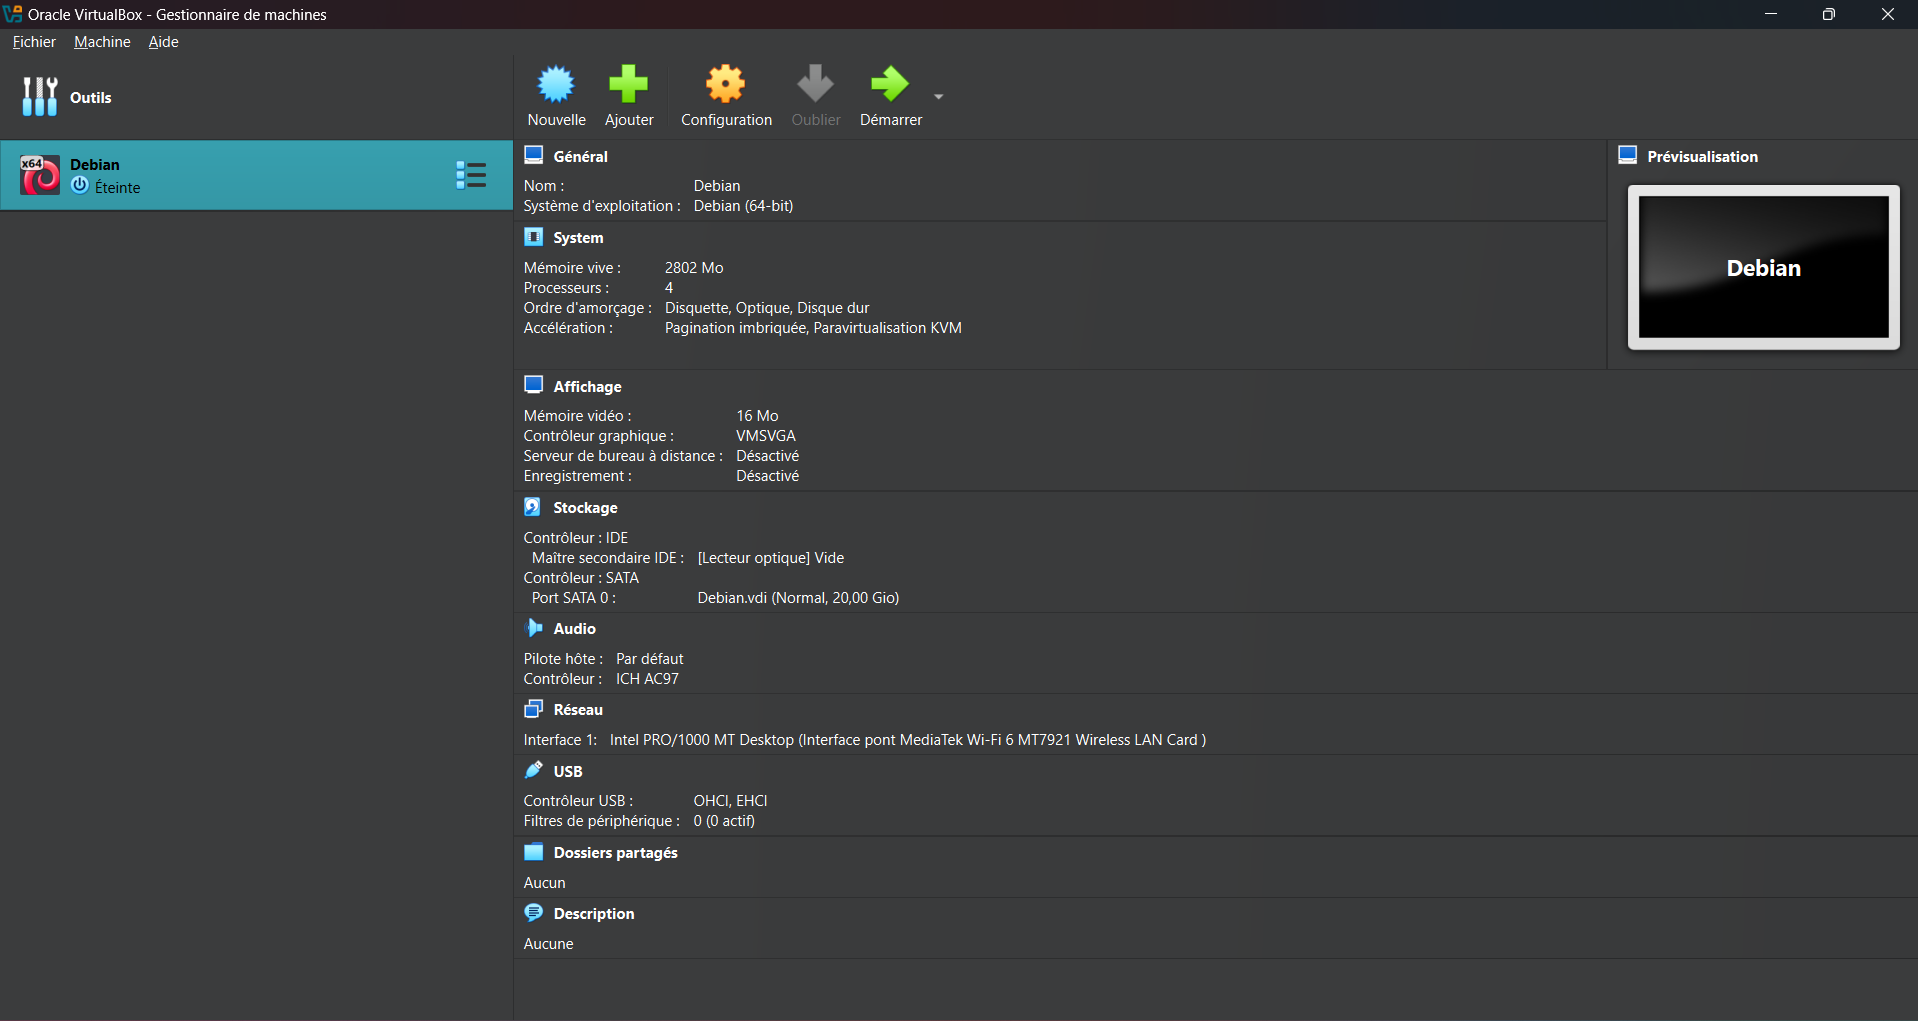 Oracle VirtualBox - Gestionnaire de machines
Fichier Machine Aide
Outils
Nouvelle Ajouter Configuration Oublier Démarrer
x64
Debian
Éteinte
Général
Nom : Debian
Système d'exploitation : Debian (64-bit)
System
Mémoire vive : 2802 Mo
Processeurs : 4
Ordre d'amorçage : Disquette, Optique, Disque dur
Accélération : Pagination imbriquée, Paravirtualisation KVM
Prévisualisation
Debian
Affichage
Mémoire vidéo : 16 Mo
Contrôleur graphique : VMSVGA
Serveur de bureau à distance : Désactivé
Enregistrement : Désactivé
Stockage
Contrôleur : IDE
Maître secondaire IDE : [Lecteur optique] Vide
Contrôleur : SATA
Port SATA 0 : Debian.vdi (Normal, 20,00 Gio)
Audio
Pilote hôte : Par défaut
Contrôleur : ICH AC97
Réseau
Interface 1: Intel PRO/1000 MT Desktop (Interface pont MediaTek Wi-Fi 6 MT7921 Wireless LAN Card )
USB
Contrôleur USB : OHCI, EHCI
Filtres de périphérique : 0 (0 actif)
Dossiers partagés
Aucun
Description
Aucune